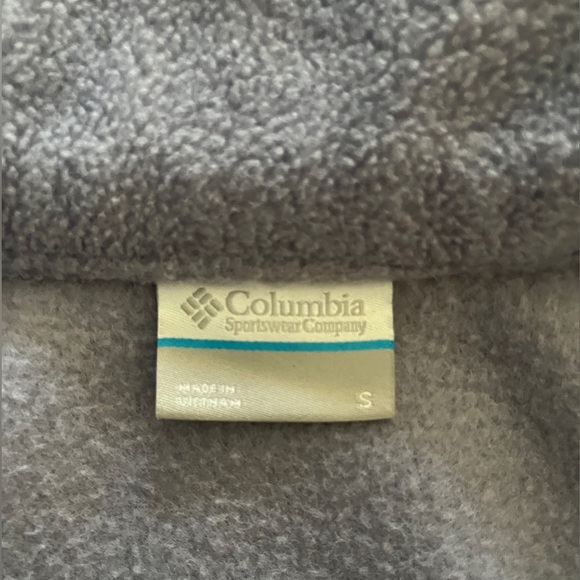 Columbia
Sportswear Company
MADE IN
VIETNAM
S